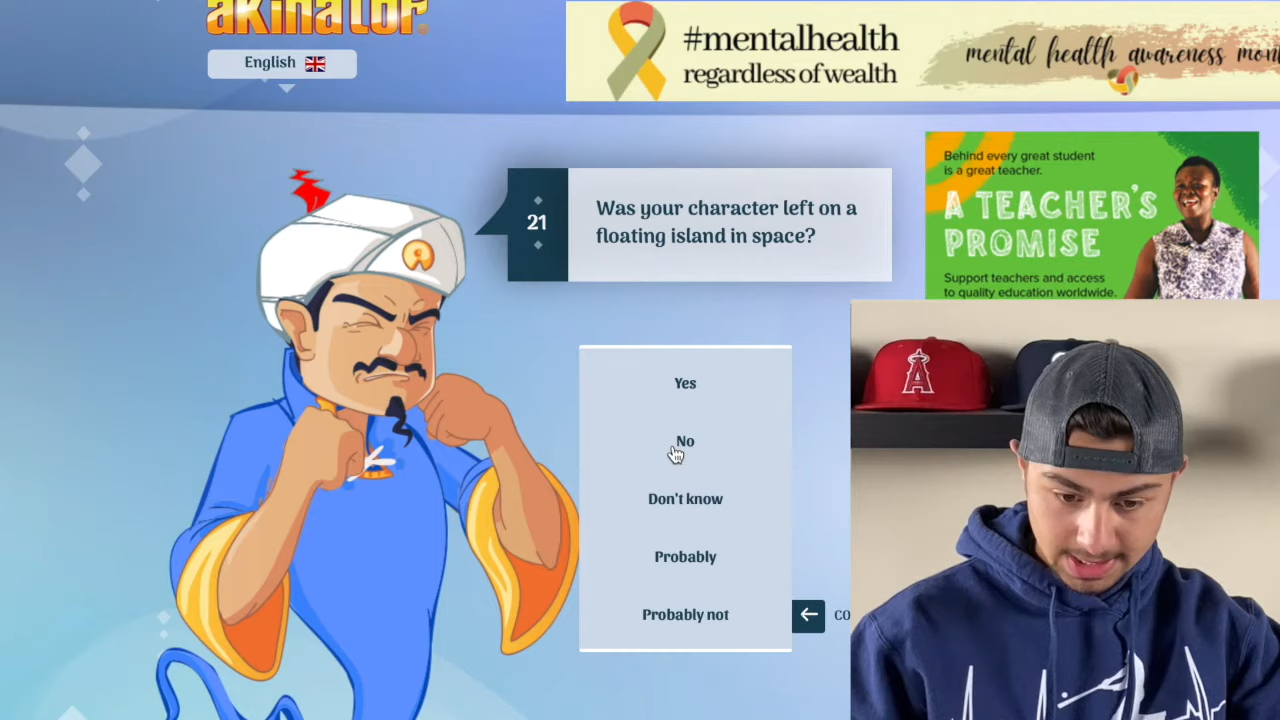 akinator®
English
#mentalhealth
regardless of wealth
mental health awareness mon
21
Was your character left on a
floating island in space?
Behind every great student
is a great teacher.
A TEACHER'S
PROMISE
Support teachers and access
to quality education worldwide.
Yes
No
Don't know
Probably
Probably not
CO
A